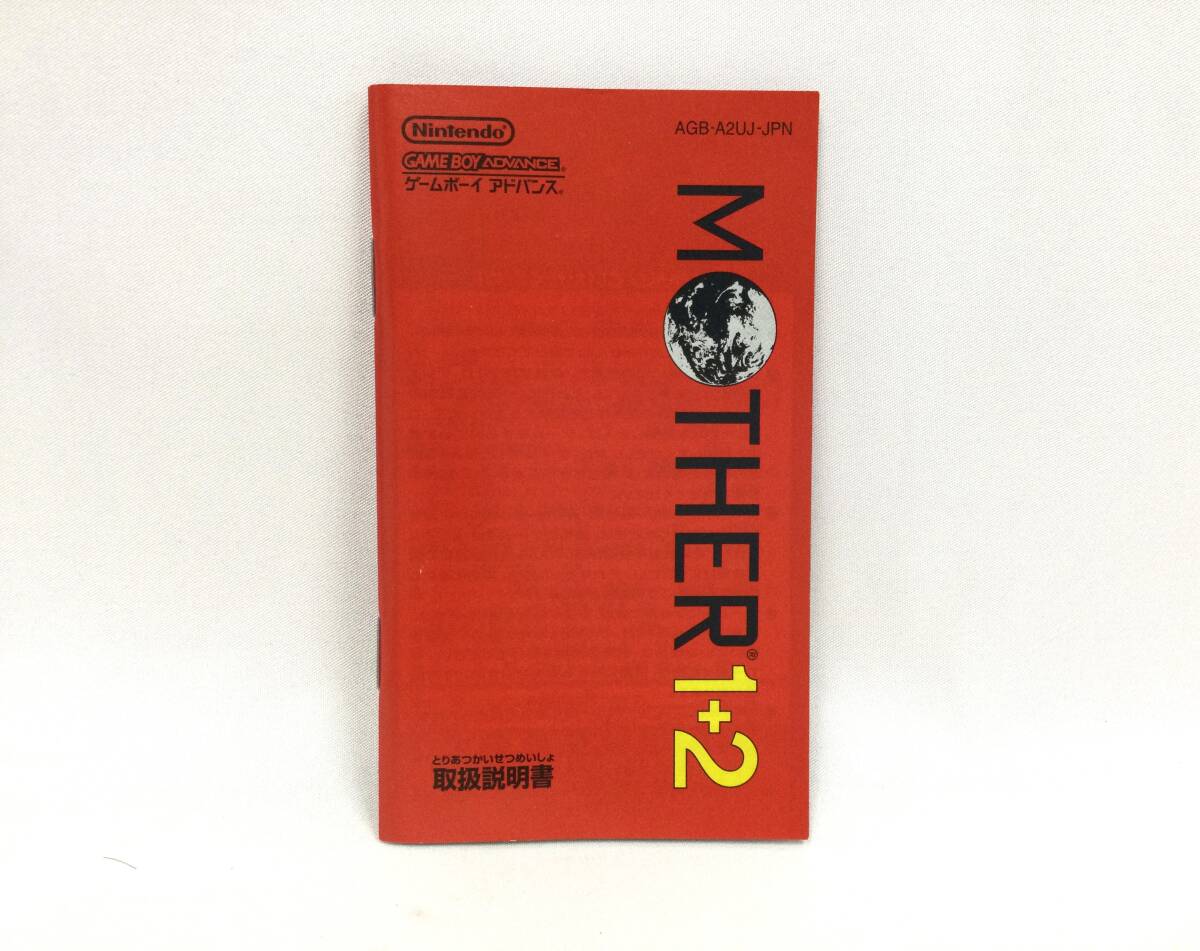 Nintendo®
GAME BOY ADVANCE®
ゲームボーイ アドバンス®
AGB-A2UJ-JPN
MOTHER® 1+2
とりあつかいせつめいしょ
取扱説明書